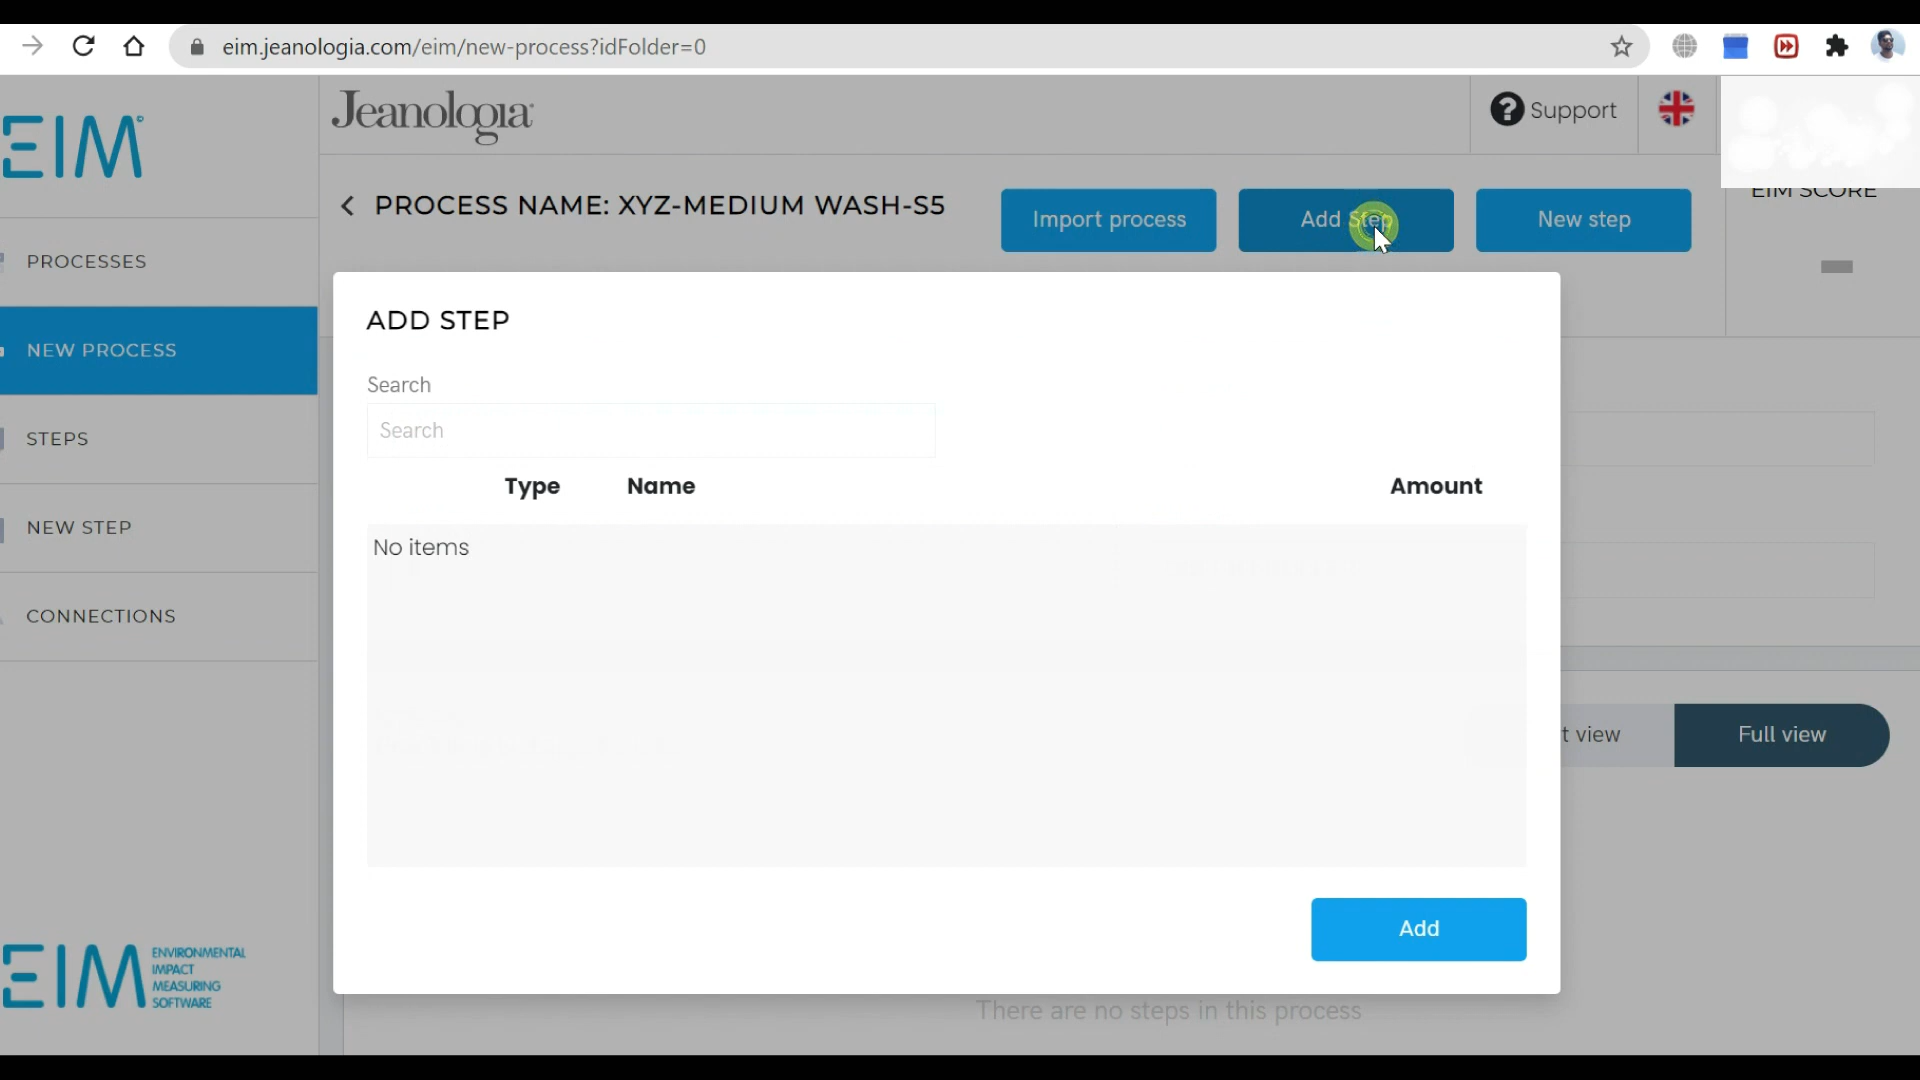 eim.jeanologia.com/eim/new-process?idFolder=0
EIM
Jeanologia
Support
EIM SCORE
PROCESS NAME: XYZ-MEDIUM WASH-S5
Import process
Add Step
New step
PROCESSES
NEW PROCESS
STEPS
NEW STEP
CONNECTIONS
ADD STEP
Search
Search
Type Name Amount
No items
t view
Full view
Add
EIM ENVIRONMENTAL
IMPACT
MEASURING
SOFTWARE
There are no steps in this process